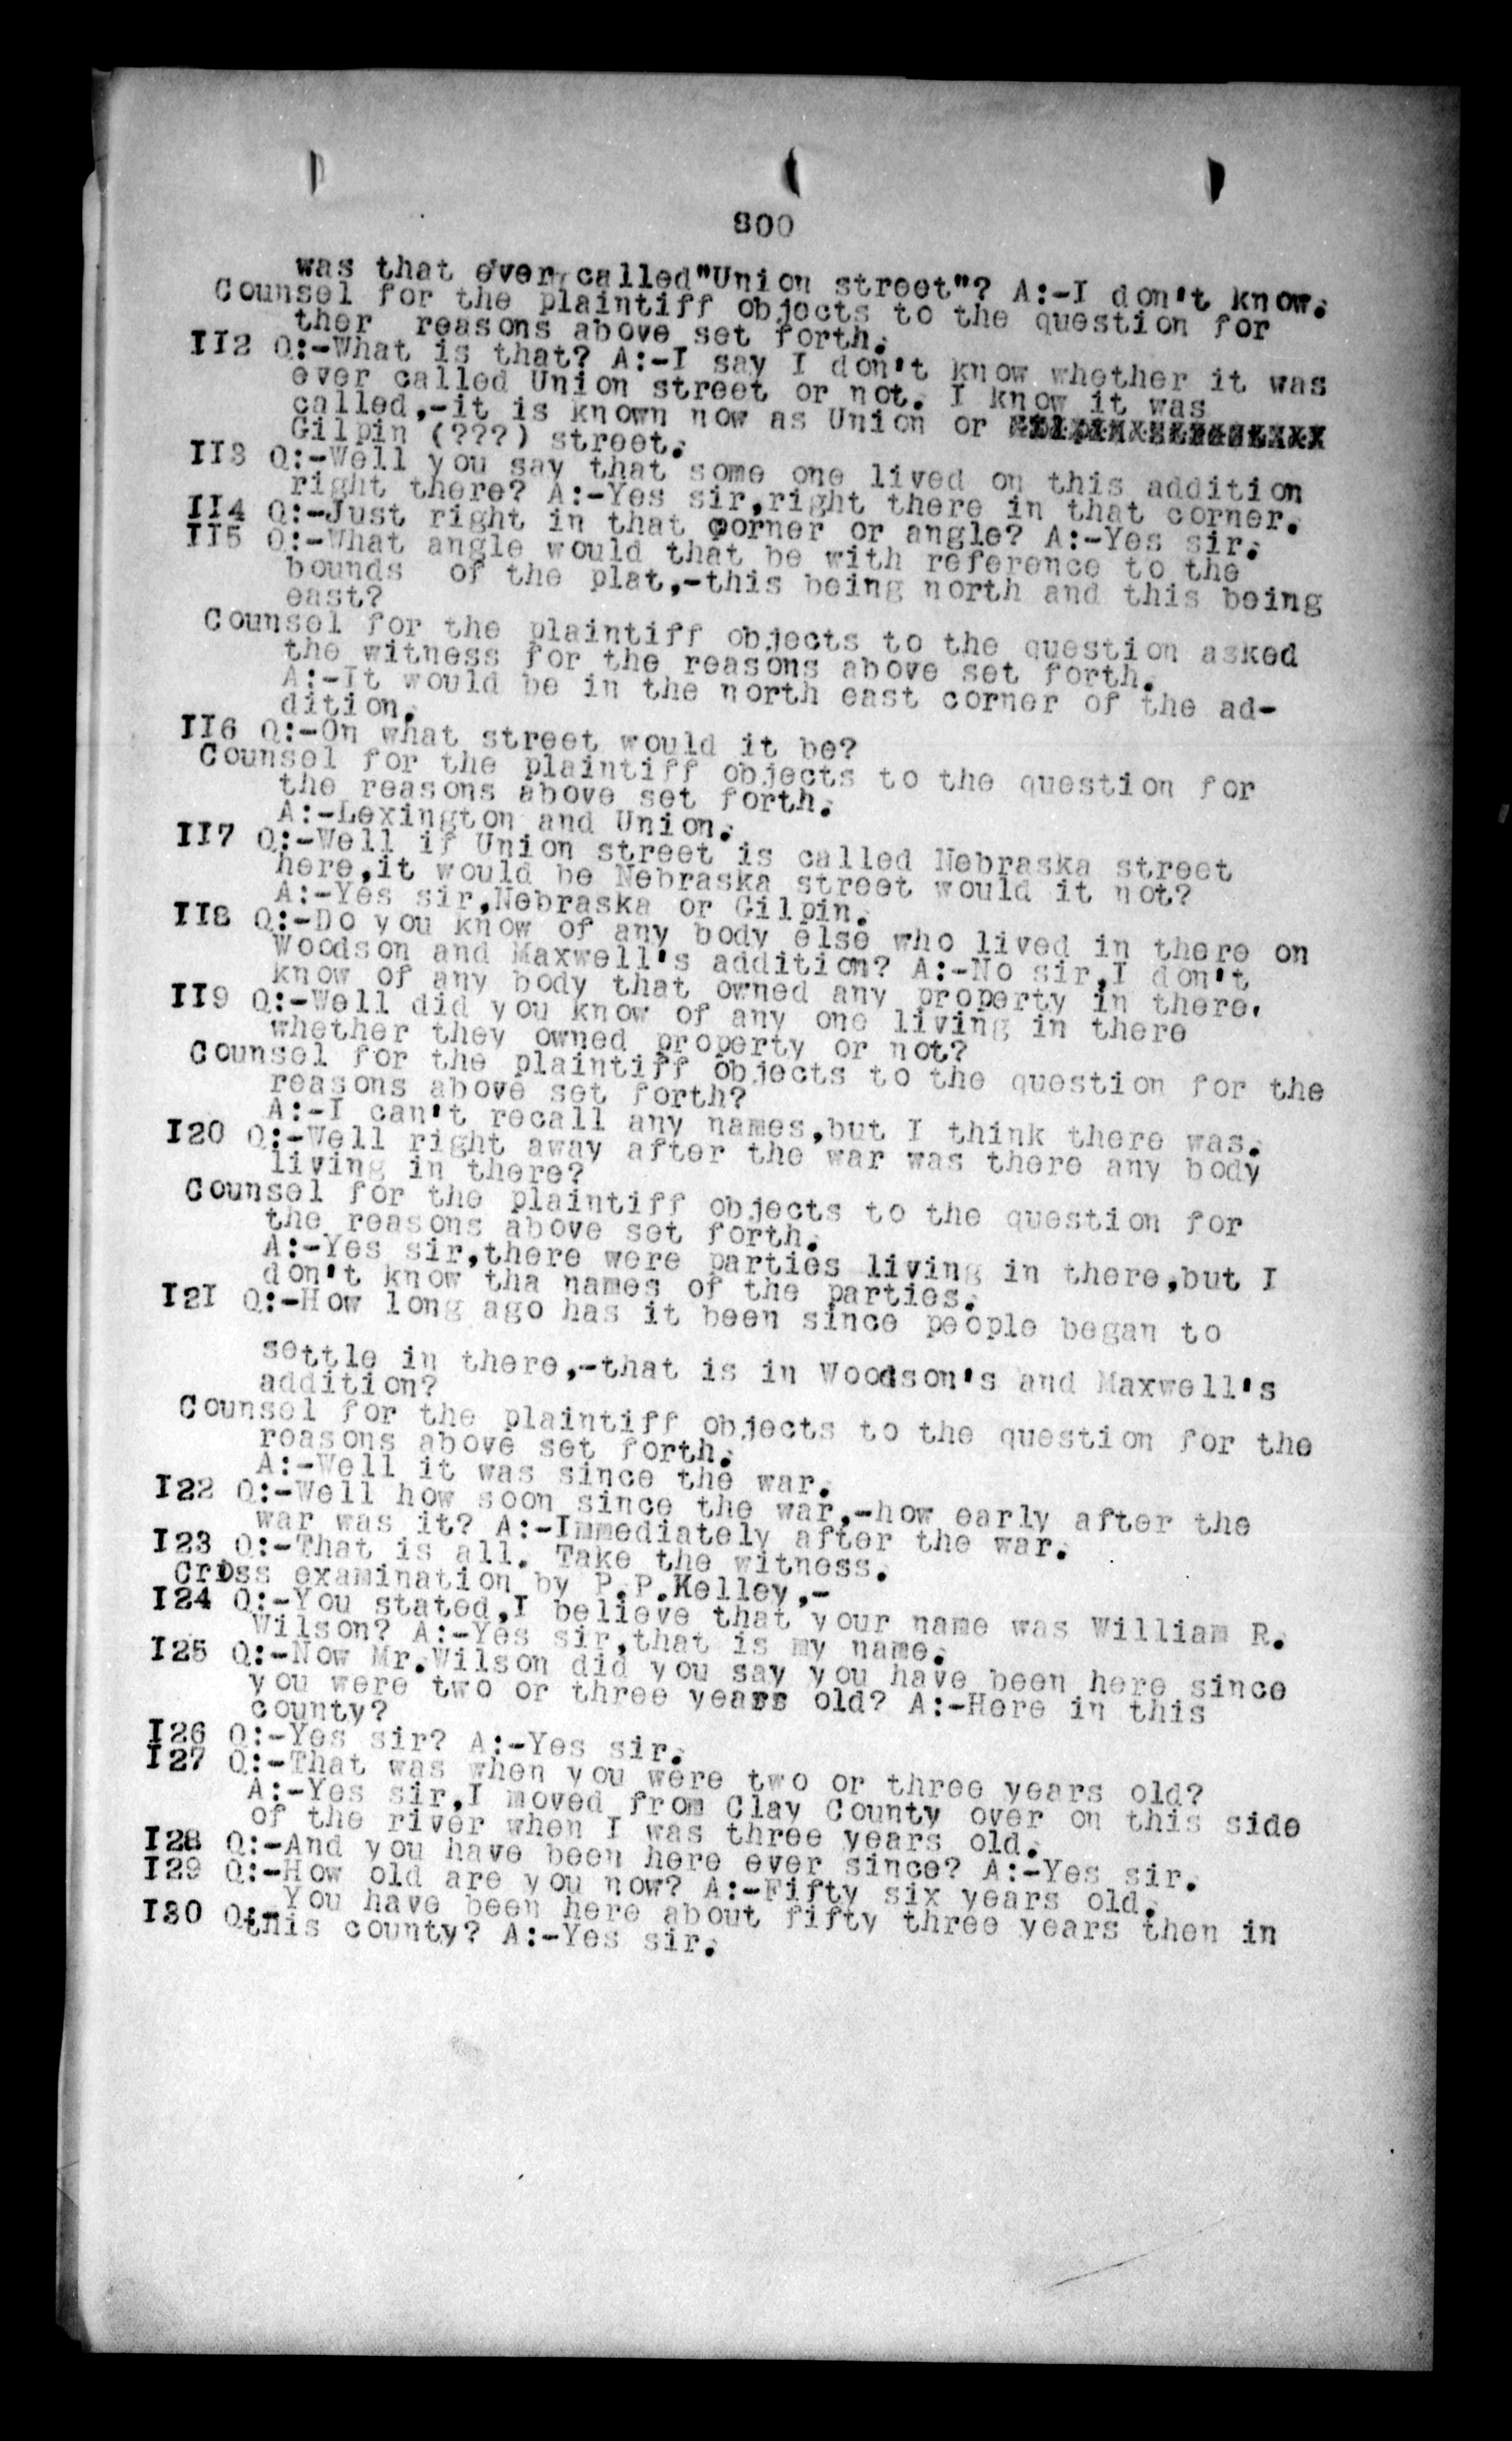 800
was that ever called"Union street"? A:-I don't know.
Counsel for the plaintiff objects to the question for
ther reasons above set forth.
II2 Q:-What is that? A:-I say I don't know whether it was
ever called Union street or not. I know it was
called,-it is known now as Union or
Gilpin (???) street.
II3 Q:-Well you say that some one lived on this addition
right there? A:-Yes sir,right there in that corner.
II4 Q:-Just right in that corner or angle? A:-Yes sir.
II5 Q:-What angle would that be with reference to the
bounds of the plat,-this being north and this being
east?
Counsel for the plaintiff objects to the question asked
the witness for the reasons above set forth.
A:-It would be in the north east corner of the ad-
dition.
II6 Q:-On what street would it be?
Counsel for the plaintiff objects to the question for
the reasons above set forth.
A:-Lexington and Union.
II7 Q:-Well if Union street is called Nebraska street
here,it would be Nebraska street would it not?
A:-Yes sir,Nebraska or Gilpin.
II8 Q:-Do you know of any body else who lived in there on
Woodson and Maxwell's addition? A:-No sir,I don't
know of any body that owned any property in there.
II9 Q:-Well did you know of any one living in there
whether they owned property or not?
Counsel for the plaintiff objects to the question for the
reasons above set forth?
A:-I can't recall any names,but I think there was.
I20 Q:-Well right away after the war was there any body
living in there?
Counsel for the plaintiff objects to the question for
the reasons above set forth.
A:-Yes sir,there were parties living in there,but I
don't know tha names of the parties.
I2I Q:-How long ago has it been since people began to
settle in there,-that is in Woodson's and Maxwell's
addition?
Counsel for the plaintiff objects to the question for the
reasons above set forth.
A:-Well it was since the war.
I22 Q:-Well how soon since the war,-how early after the
war was it? A:-Immediately after the war.
I23 Q:-That is all. Take the witness.
Cross examination by P.P.Kelley,-
I24 Q:-You stated,I believe that your name was William R.
Wilson? A:-Yes sir,that is my name.
I25 Q:-Now Mr.Wilson did you say you have been here since
you were two or three years old? A:-Here in this
county?
I26 Q:-Yes sir? A:-Yes sir.
I27 Q:-That was when you were two or three years old?
A:-Yes sir,I moved from Clay County over on this side
of the river when I was three years old.
I28 Q:-And you have been here ever since? A:-Yes sir.
I29 Q:-How old are you now? A:-Fifty six years old.
I30 Q:-You have been here about fifty three years then in
this county? A:-Yes sir.